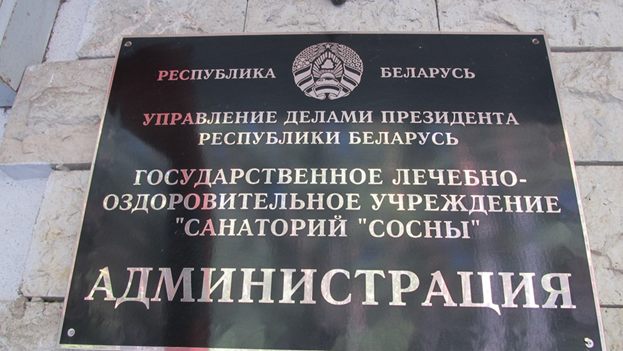 РЕСПУБЛИКА БЕЛАРУСЬ
УПРАВЛЕНИЕ ДЕЛАМИ ПРЕЗИДЕНТА
РЕСПУБЛИКИ БЕЛАРУСЬ
ГОСУДАРСТВЕННОЕ ЛЕЧЕБНО-
ОЗДОРОВИТЕЛЬНОЕ УЧРЕЖДЕНИЕ
"САНАТОРИЙ "СОСНЫ"
АДМИНИСТРАЦИЯ